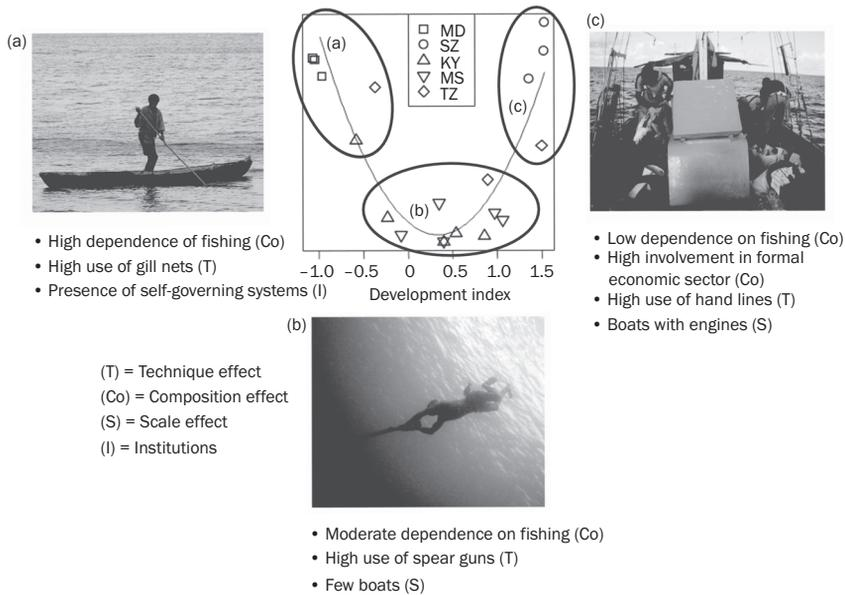 (a)
• High dependence of fishing (Co)
• High use of gill nets (T)
• Presence of self-governing systems (I)
(a)
MD
SZ
KY
MS
TZ
(c)
(b)
–1.0 –0.5 0 0.5 1.0 1.5
Development index
(c)
• Low dependence on fishing (Co)
• High involvement in formal
economic sector (Co)
• High use of hand lines (T)
• Boats with engines (S)
(T) = Technique effect
(Co) = Composition effect
(S) = Scale effect
(I) = Institutions
(b)
• Moderate dependence on fishing (Co)
• High use of spear guns (T)
• Few boats (S)